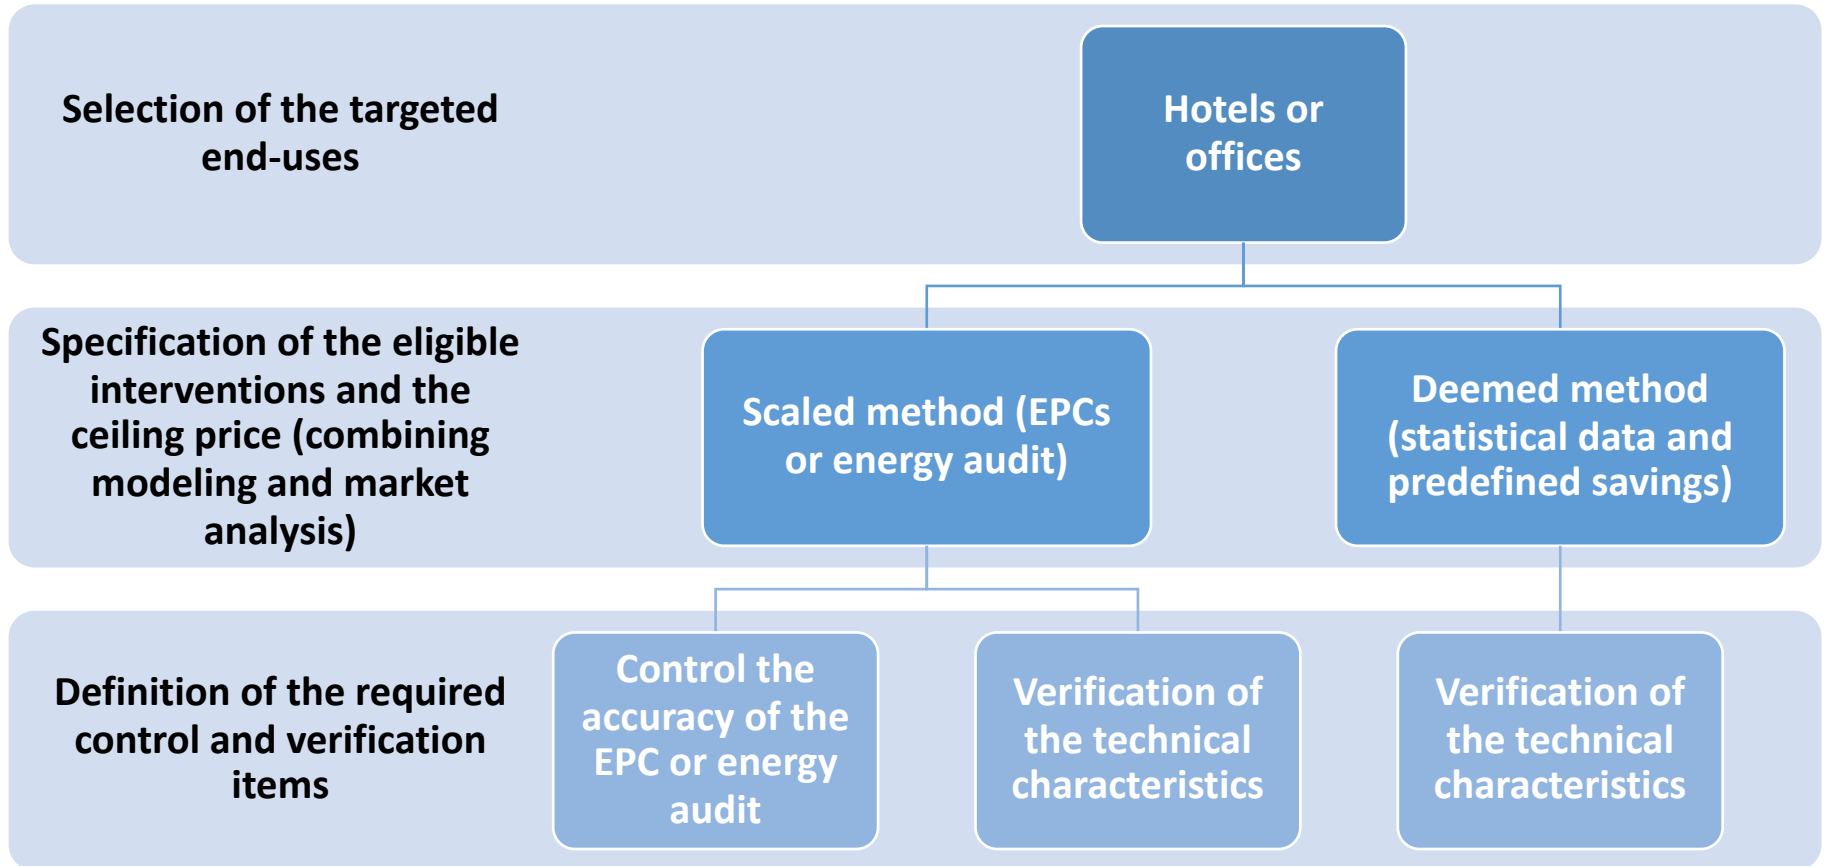 Selection of the targeted
end-uses
Hotels or
offices
Specification of the eligible
interventions and the
ceiling price (combining
modeling and market
analysis)
Scaled method (EPCs
or energy audit)
Deemed method
(statistical data and
predefined savings)
Definition of the required
control and verification
items
Control the
accuracy of the
EPC or energy
audit
Verification of
the technical
characteristics
Verification of
the technical
characteristics